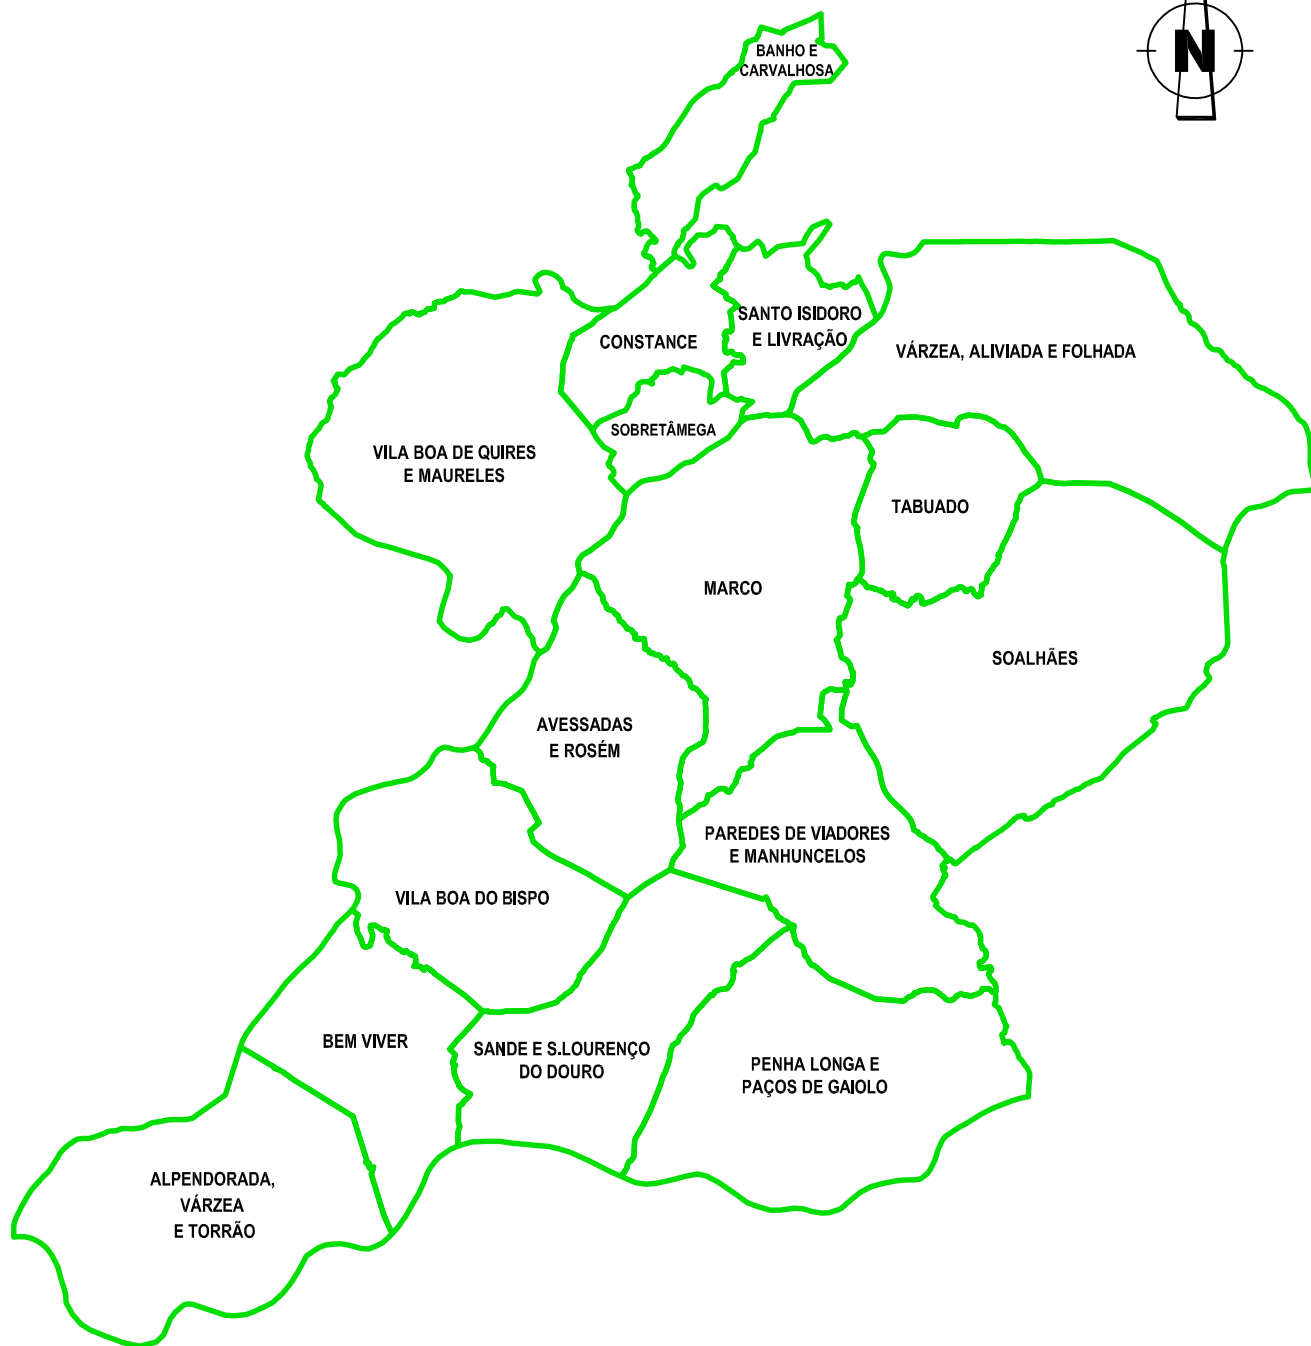 BANHO E
CARVALHOSA
N
SANTO ISIDORO
E LIVRAÇÃO
CONSTANCE
VÁRZEA, ALIVIADA E FOLHADA
SOBRETÂMEGA
VILA BOA DE QUIRES
E MAURELES
TABUADO
MARCO
SOALHÃES
AVESSADAS
E ROSÉM
PAREDES DE VIADORES
E MANHUNCELOS
VILA BOA DO BISPO
BEM VIVER
SANDE E S.LOURENÇO
DO DOURO
PENHA LONGA E
PAÇOS DE GAIOLO
ALPENDORADA,
VÁRZEA
E TORRÃO